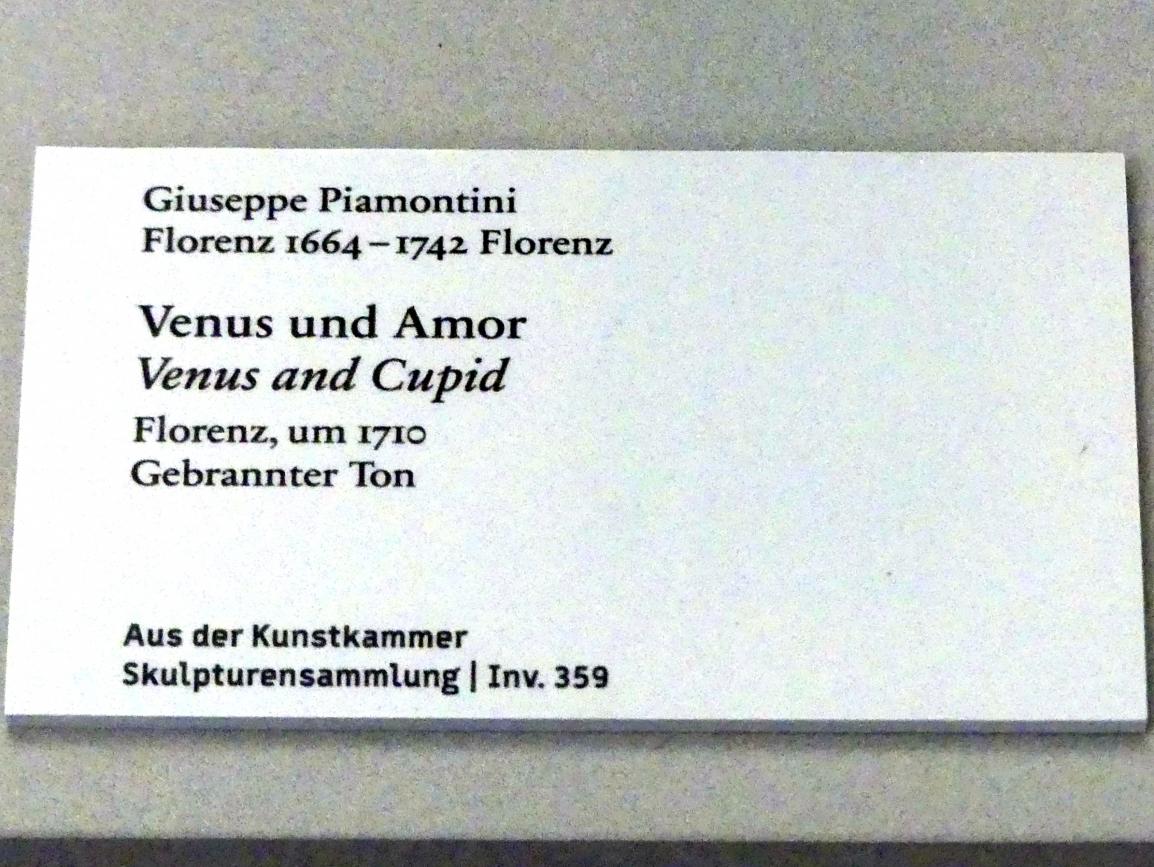 Giuseppe Piamontini
Florenz 1664–1742 Florenz
Venus und Amor
Venus and Cupid
Florenz, um 1710
Gebrannter Ton
Aus der Kunstkammer
Skulpturensammlung | Inv. 359